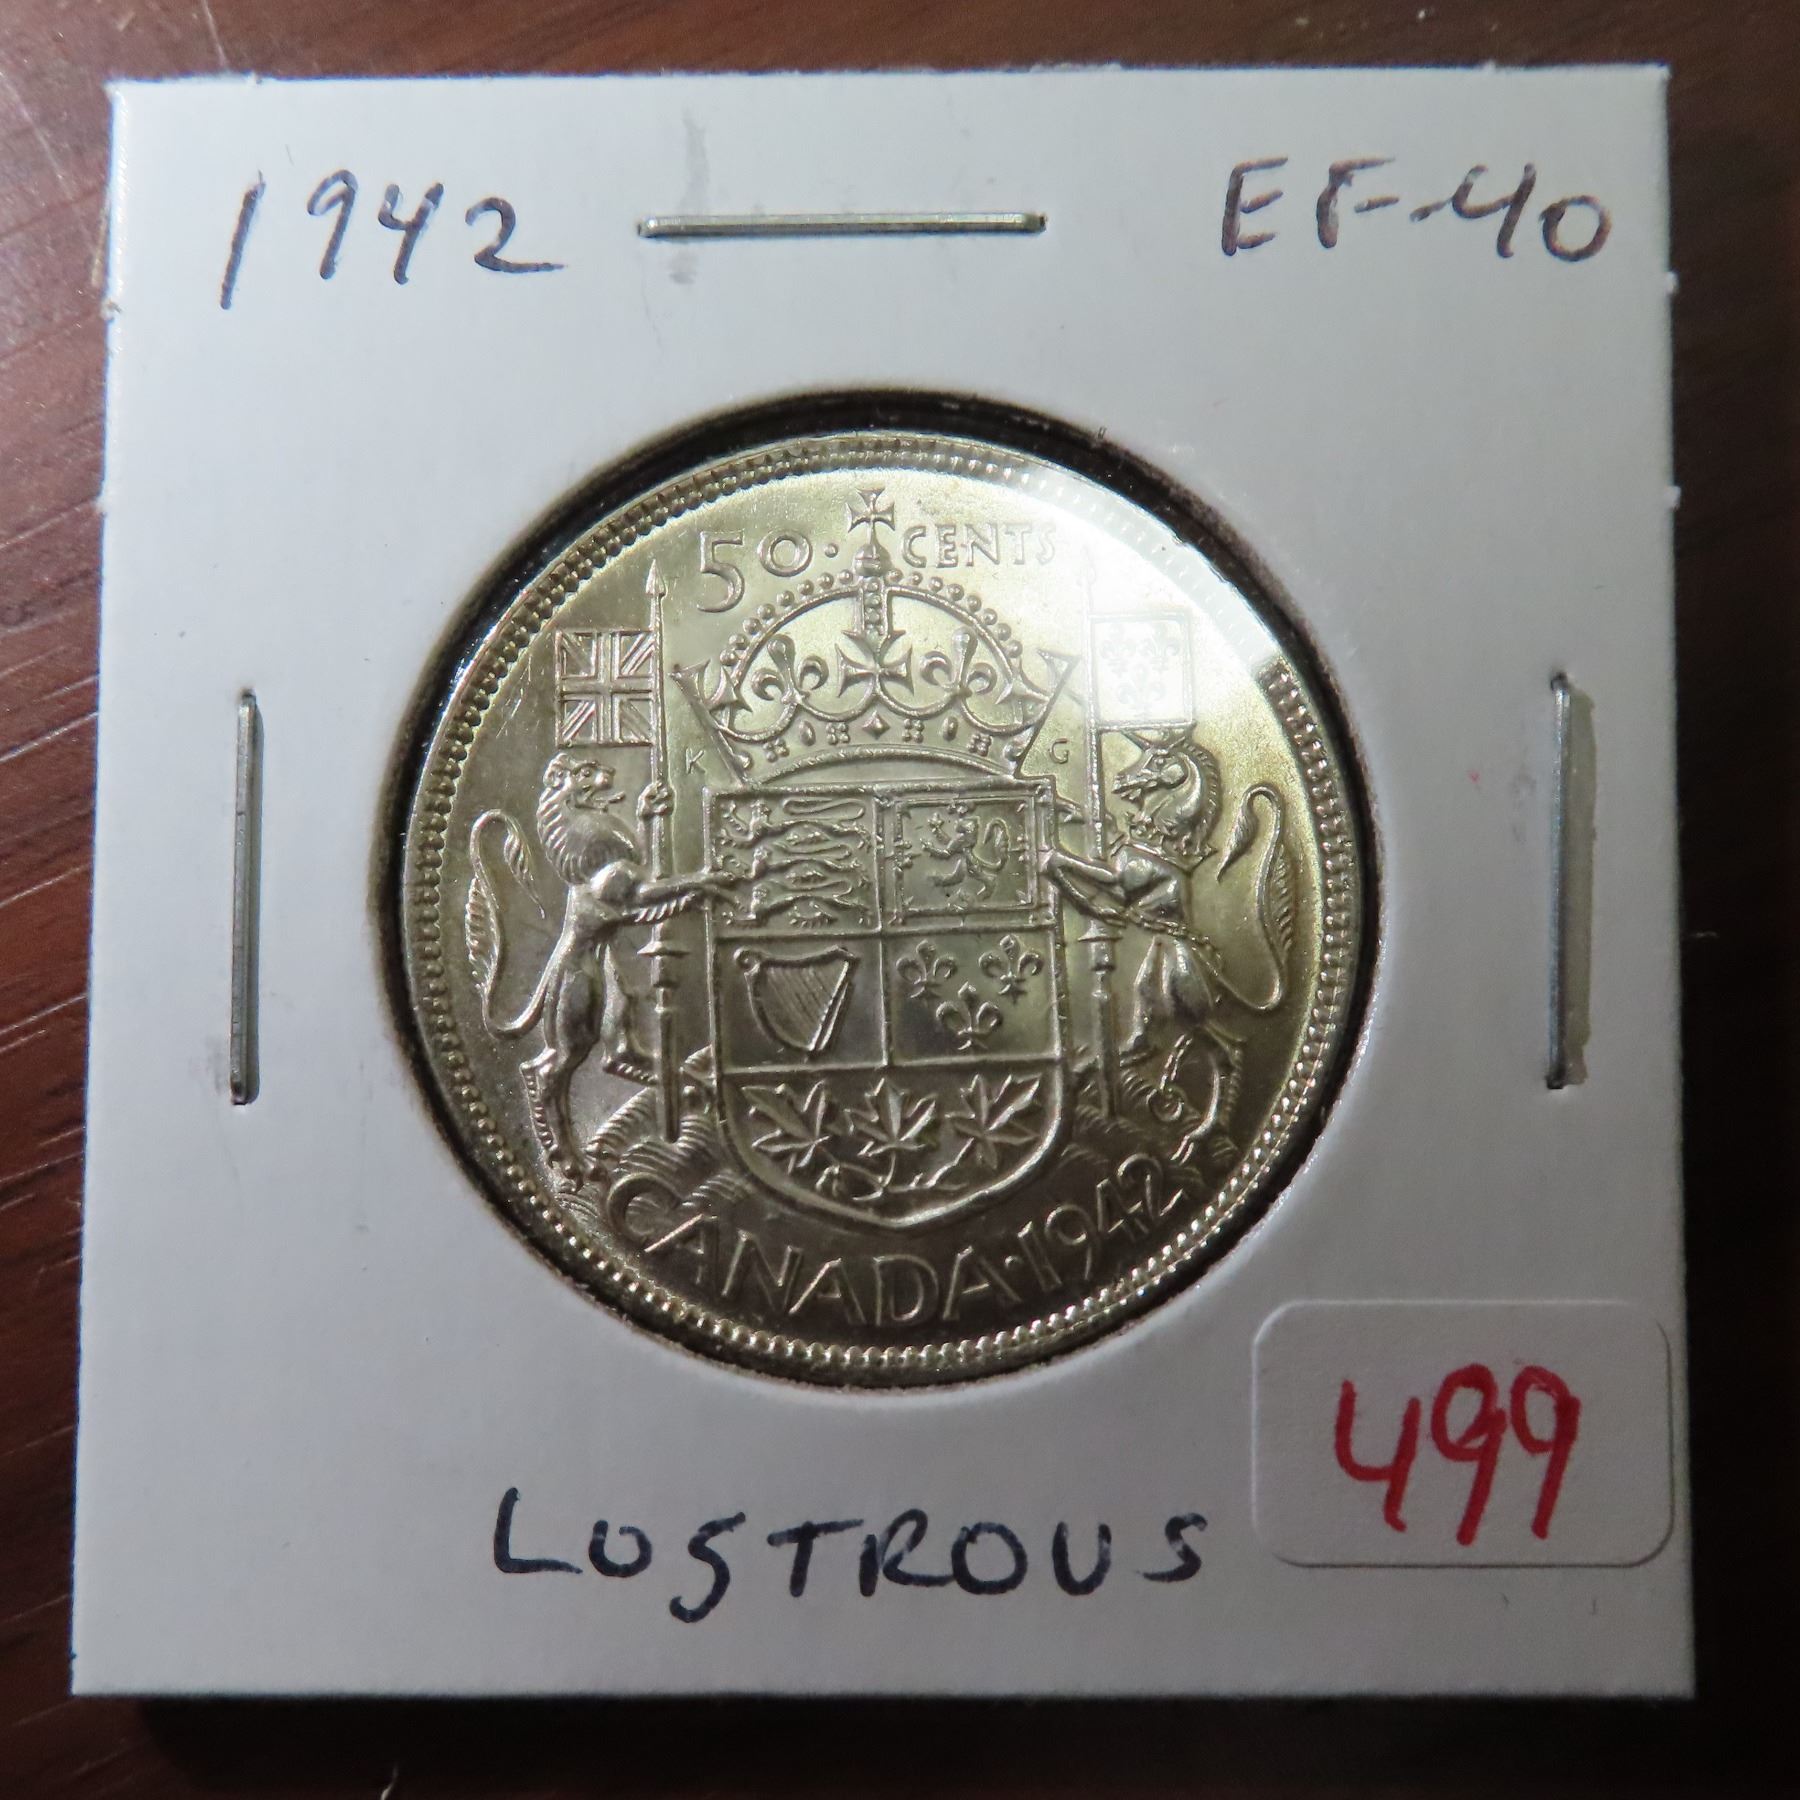 1942 EF-40
50 · CENTS
K G
CANADA · 1942
499
LUSTROUS